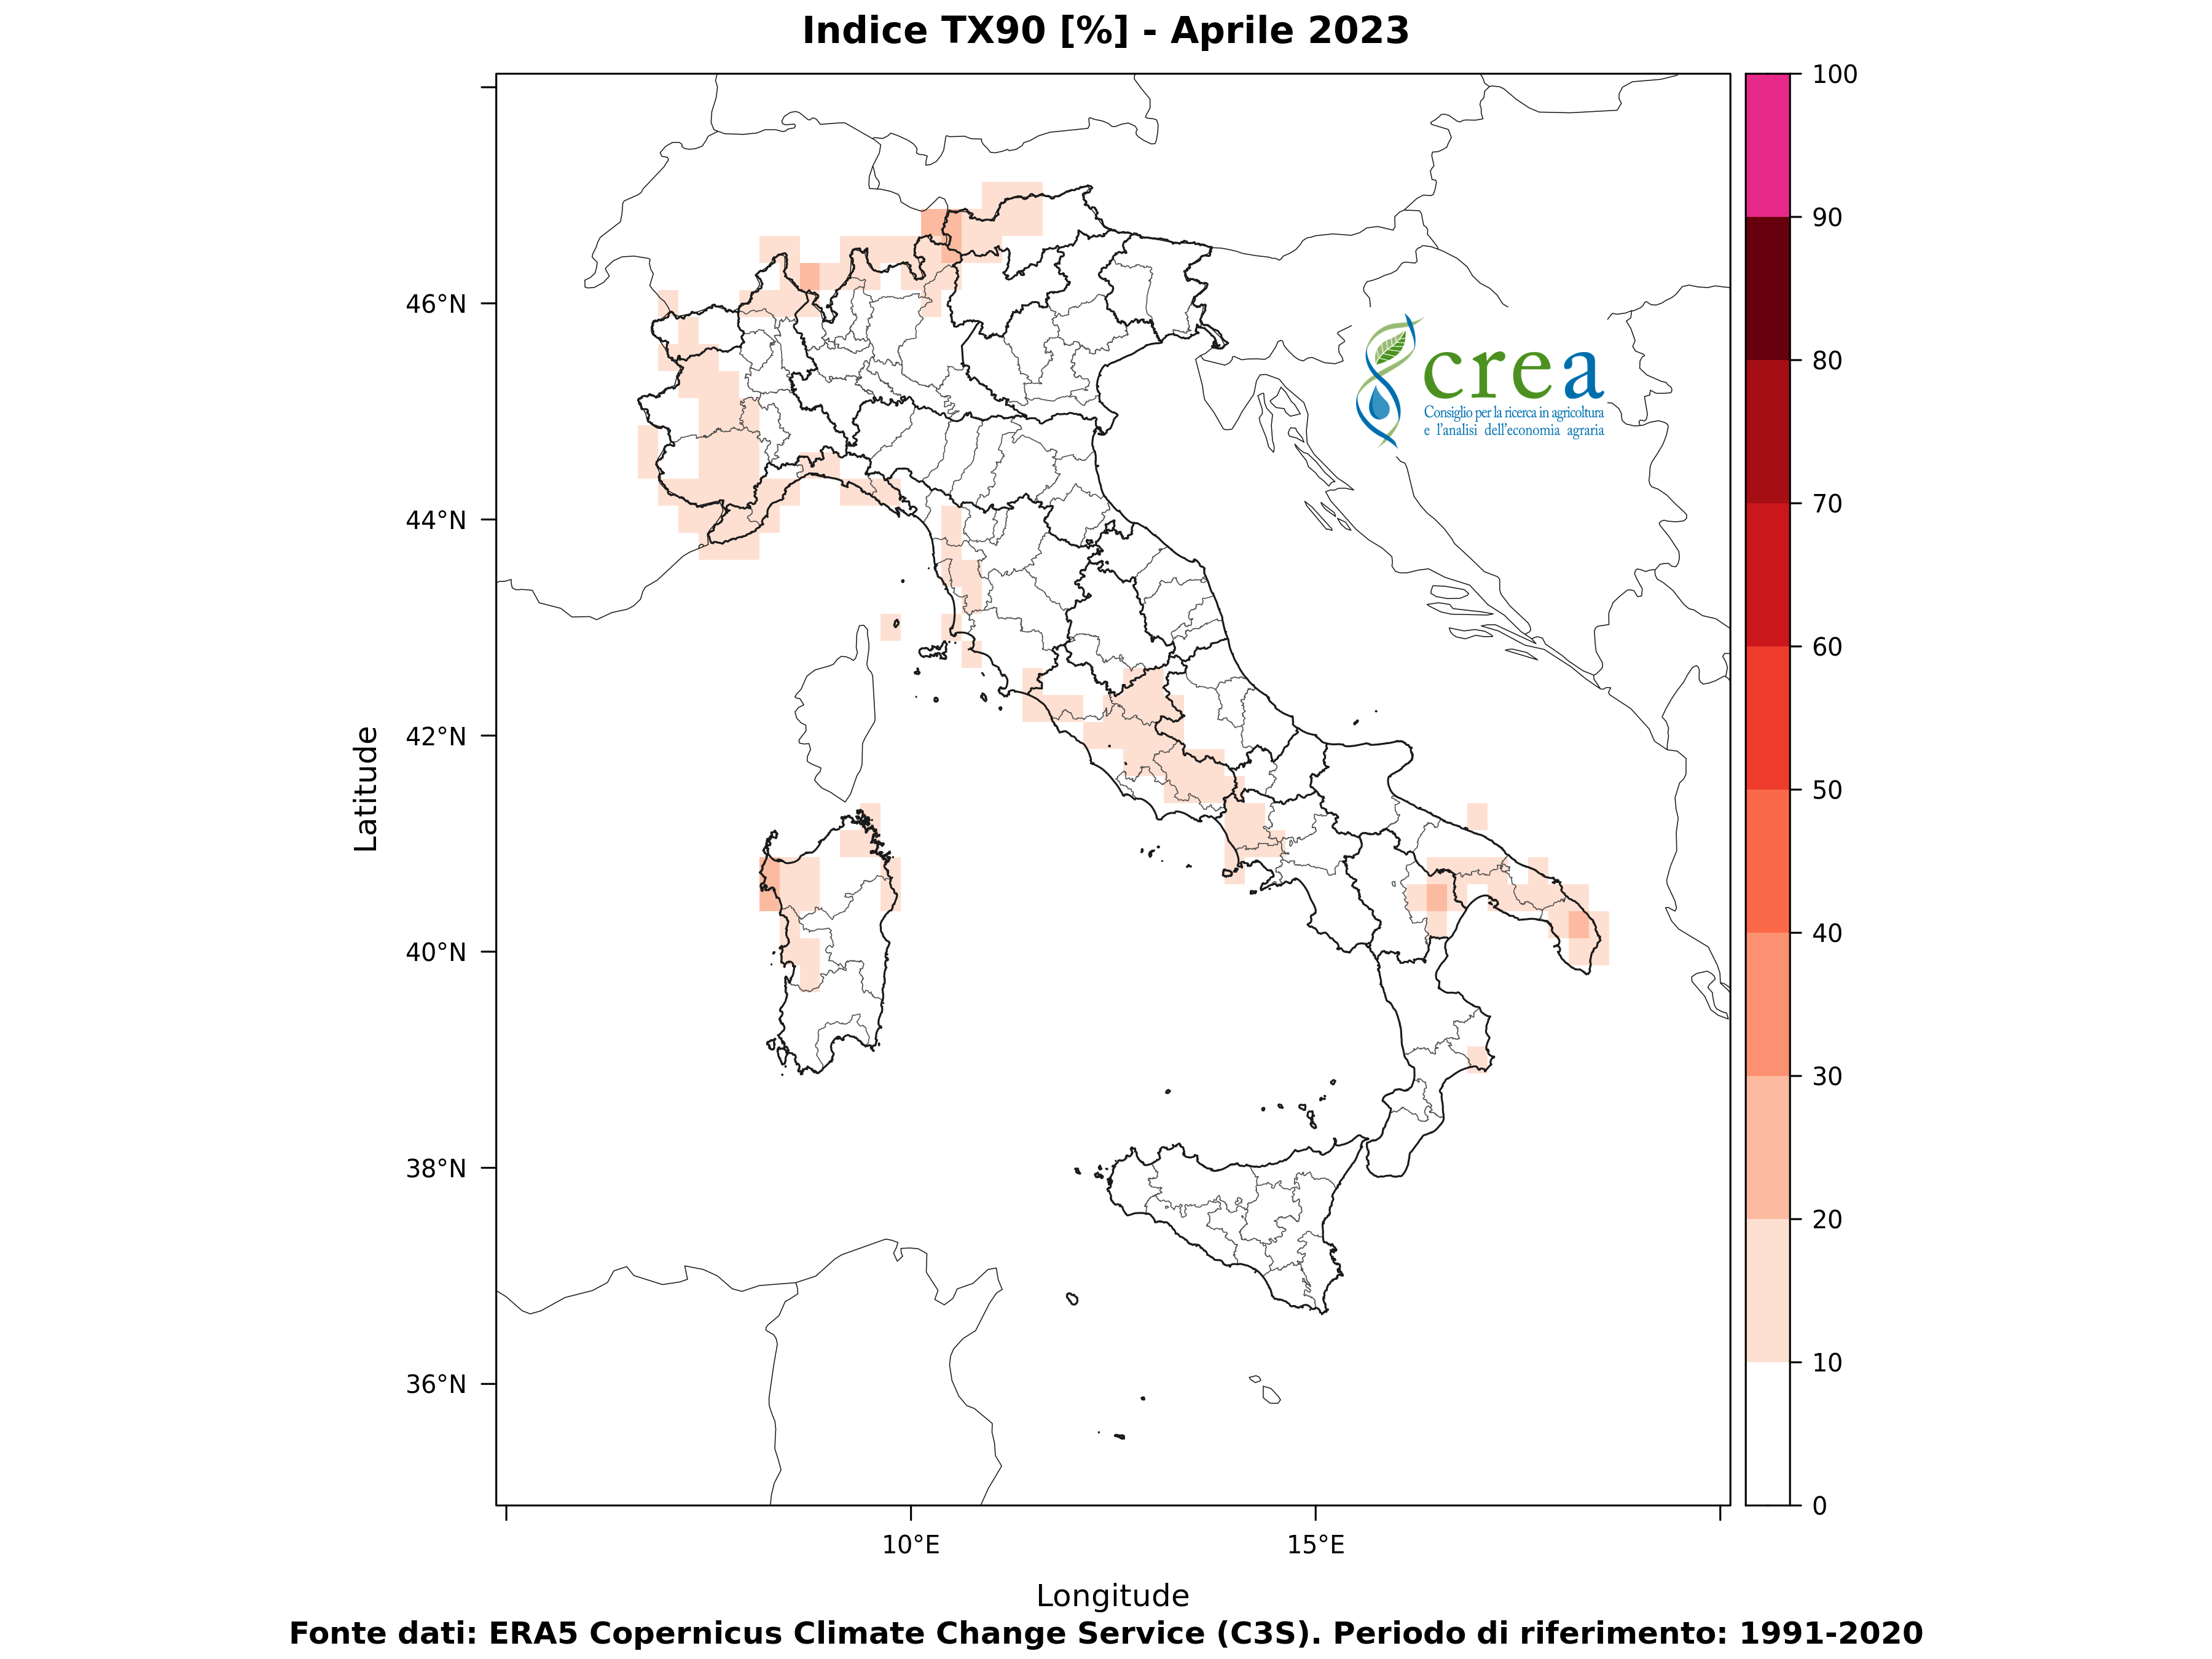 Indice TX90 [%] - Aprile 2023
100
90
80
70
60
50
40
30
20
10
0
46°N
44°N
42°N
40°N
38°N
36°N
Latitude
crea
Consiglio per la ricerca in agricoltura
e l'analisi dell'economia agraria
10°E
15°E
Longitude
Fonte dati: ERA5 Copernicus Climate Change Service (C3S). Periodo di riferimento: 1991-2020